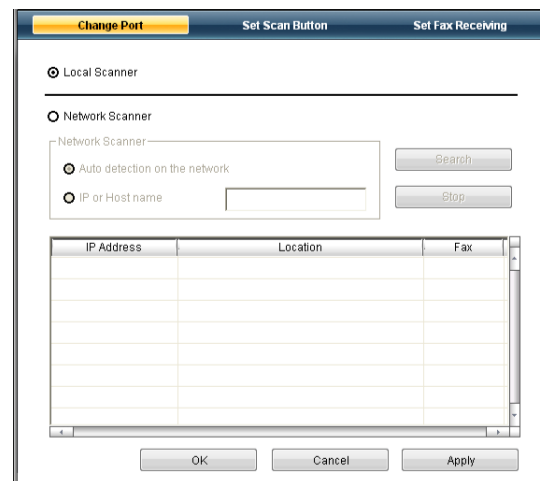 Change Port Set Scan Button Set Fax Receiving
Local Scanner
Network Scanner
Network Scanner
Auto detection on the network
Search
IP or Host name
Stop
IP Address Location Fax
OK Cancel Apply